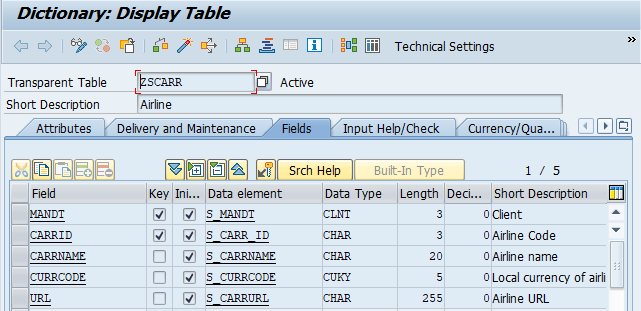 Dictionary: Display Table
Technical Settings
»
Transparent Table ZSCARR Active
Short Description Airline
Attributes Delivery and Maintenance Fields Input Help/Check Currency/Qua...
Srch Help Built-In Type 1 / 5
Field Key Ini... Data element Data Type Length Deci... Short Description
MANDT S_MANDT CLNT 3 0 Client
CARRID S_CARR_ID CHAR 3 0 Airline Code
CARRNAME S_CARRNAME CHAR 20 0 Airline name
CURRCODE S_CURRCODE CUKY 5 0 Local currency of airli
URL S_CARRURL CHAR 255 0 Airline URL